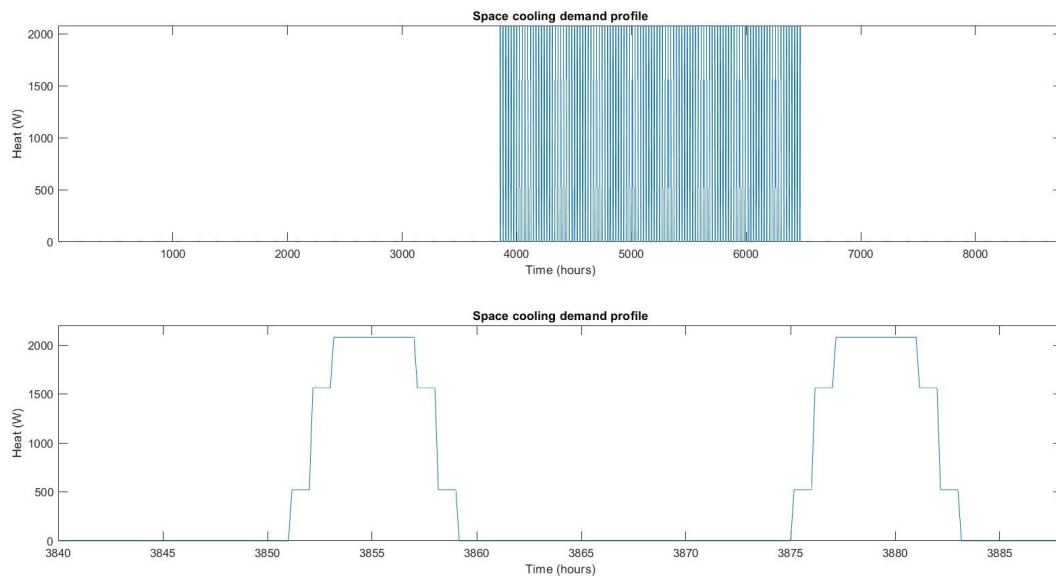 Space cooling demand profile
2000
1500
1000
500
0
Heat (W)
1000 2000 3000 4000 5000 6000 7000 8000
Time (hours)
Space cooling demand profile
2000
1500
1000
500
0
Heat (W)
3840 3845 3850 3855 3860 3865 3870 3875 3880 3885
Time (hours)